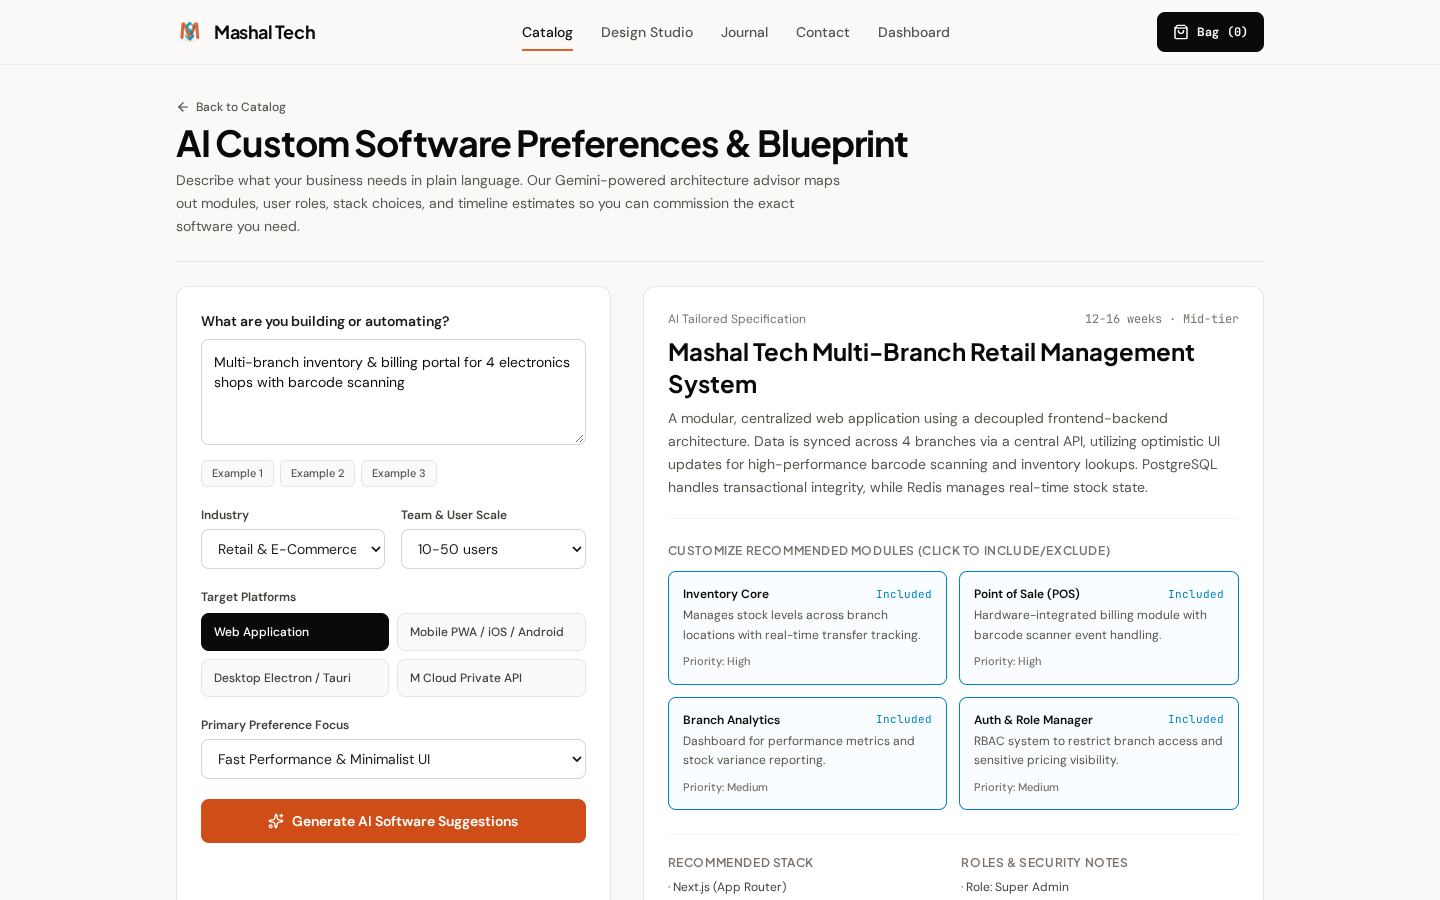 Mashal Tech
Catalog
Design Studio
Journal
Contact
Dashboard
Bag (0)
Back to Catalog
AI Custom Software Preferences & Blueprint
Describe what your business needs in plain language. Our Gemini-powered architecture advisor maps
out modules, user roles, stack choices, and timeline estimates so you can commission the exact
software you need.
What are you building or automating?
Multi-branch inventory & billing portal for 4 electronics
shops with barcode scanning
Example 1
Example 2
Example 3
Industry
Team & User Scale
Retail & E-Commerce
10-50 users
Target Platforms
Web Application
Mobile PWA / iOS / Android
Desktop Electron / Tauri
M Cloud Private API
Primary Preference Focus
Fast Performance & Minimalist UI
Generate AI Software Suggestions
AI Tailored Specification
12-16 weeks · Mid-tier
Mashal Tech Multi-Branch Retail Management
System
A modular, centralized web application using a decoupled frontend-backend
architecture. Data is synced across 4 branches via a central API, utilizing optimistic UI
updates for high-performance barcode scanning and inventory lookups. PostgreSQL
handles transactional integrity, while Redis manages real-time stock state.
CUSTOMIZE RECOMMENDED MODULES (CLICK TO INCLUDE/EXCLUDE)
Inventory Core
Included
Manages stock levels across branch
locations with real-time transfer tracking.
Priority: High
Point of Sale (POS)
Included
Hardware-integrated billing module with
barcode scanner event handling.
Priority: High
Branch Analytics
Included
Dashboard for performance metrics and
stock variance reporting.
Priority: Medium
Auth & Role Manager
Included
RBAC system to restrict branch access and
sensitive pricing visibility.
Priority: Medium
RECOMMENDED STACK
· Next.js (App Router)
ROLES & SECURITY NOTES
· Role: Super Admin